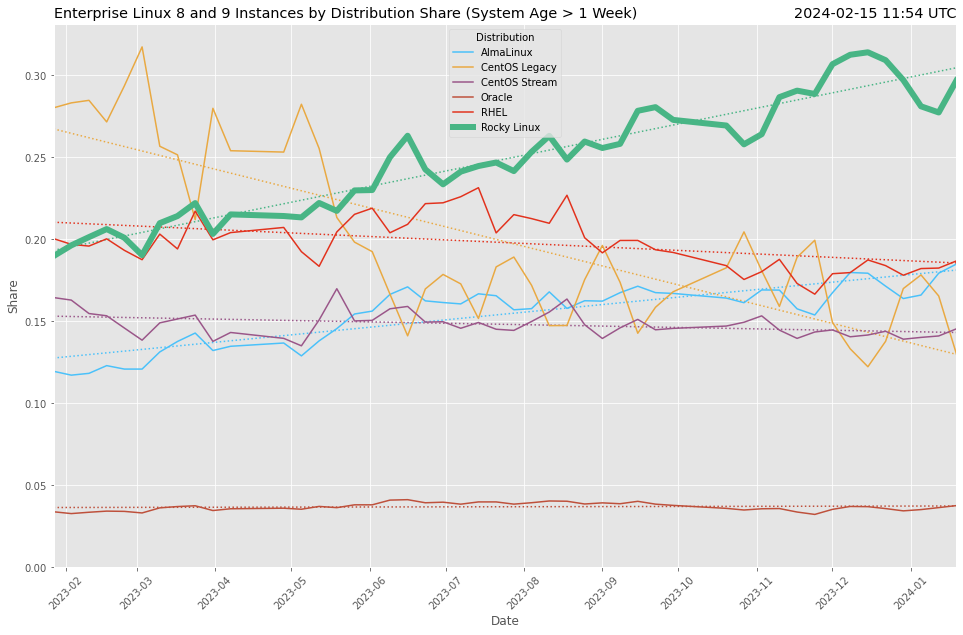 Enterprise Linux 8 and 9 Instances by Distribution Share (System Age > 1 Week)
2024-02-15 11:54 UTC
Distribution
AlmaLinux
CentOS Legacy
CentOS Stream
Oracle
RHEL
Rocky Linux
Share
0.30
0.25
0.20
0.15
0.10
0.05
0.00
2023-02
2023-03
2023-04
2023-05
2023-06
2023-07
2023-08
2023-09
2023-10
2023-11
2023-12
2024-01
Date